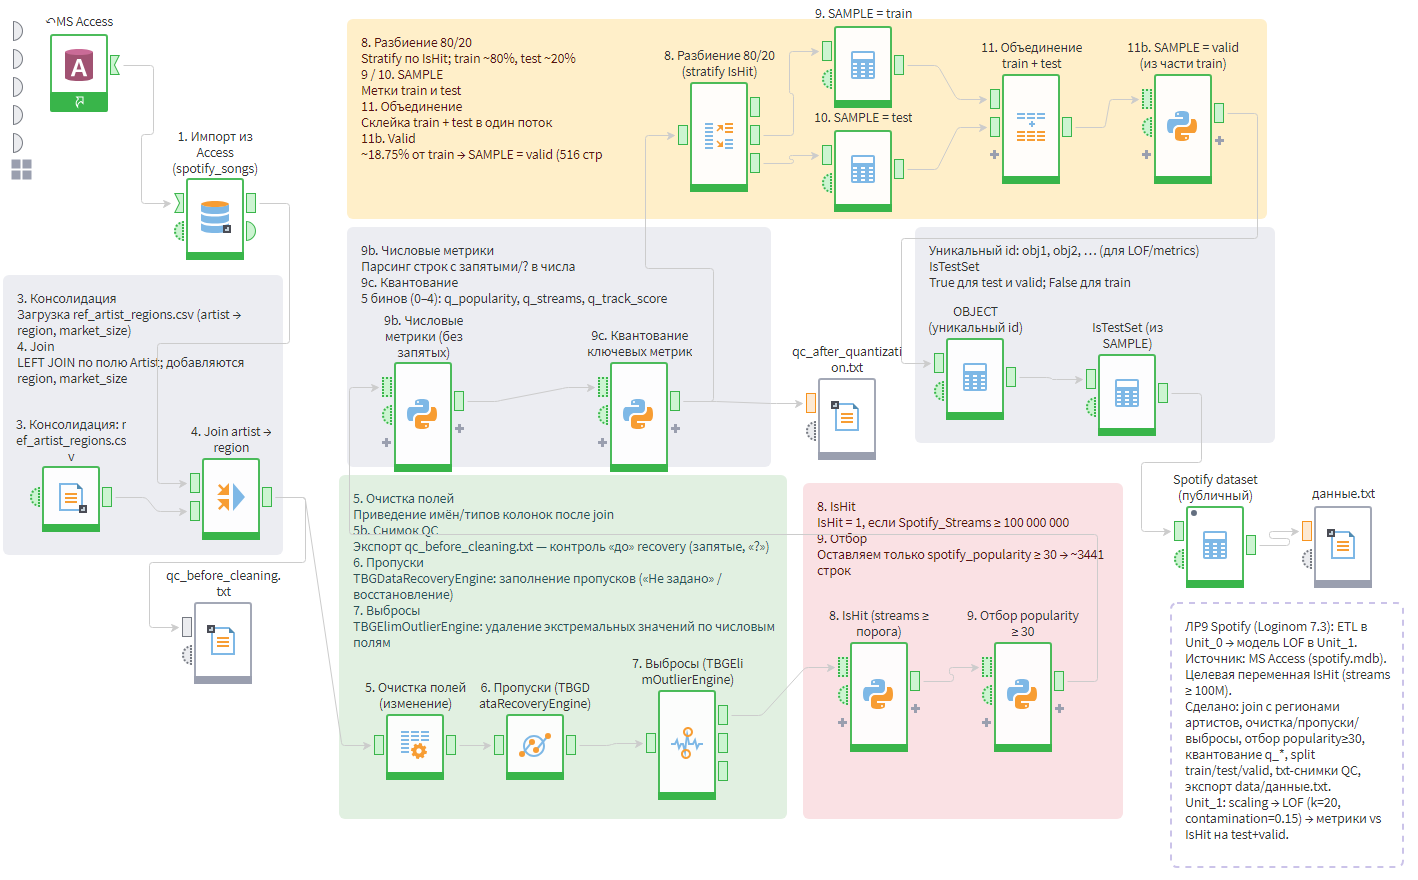 MS Access
1. Импорт из
Access
(spotify_songs)
3. Консолидация
Загрузка ref_artist_regions.csv (artist →
region, market_size)
4. Join
LEFT JOIN по полю Artist; добавляются
region, market_size
3. Консолидация: r
ef_artist_regions.cs
v
4. Join artist →
region
qc_before_cleaning.
txt
8. Разбиение 80/20
Stratify по IsHit; train ~80%, test ~20%
9 / 10. SAMPLE
Метки train и test
11. Объединение
Склейка train + test в один поток
11b. Valid
~18.75% от train → SAMPLE = valid (516 стр
8. Разбиение 80/20
(stratify IsHit)
9. SAMPLE = train
10. SAMPLE = test
11. Объединение
train + test
11b. SAMPLE = valid
(из части train)
9b. Числовые метрики
Парсинг строк с запятыми/? в числа
9c. Квантование
5 бинов (0–4): q_popularity, q_streams, q_track_score
9b. Числовые
метрики (без
запятых)
9c. Квантование
ключевых метрик
qc_after_quantizati
on.txt
Уникальный id: obj1, obj2, … (для LOF/metrics)
IsTestSet
True для test и valid; False для train
OBJECT
(уникальный id)
IsTestSet (из
SAMPLE)
Spotify dataset
(публичный)
данные.txt
5. Очистка полей
Приведение имён/типов колонок после join
5b. Снимок QC
Экспорт qc_before_cleaning.txt — контроль «до» recovery (запятые, «?»)
6. Пропуски
TBGDataRecoveryEngine: заполнение пропусков («Не задано» /
восстановление)
7. Выбросы
TBGElimOutlierEngine: удаление экстремальных значений по числовым
полям
5. Очистка полей
(изменение)
6. Пропуски (TBGD
ataRecoveryEngine)
7. Выбросы (TBGEli
mOutlierEngine)
8. IsHit
IsHit = 1, если Spotify_Streams ≥ 100 000 000
9. Отбор
Оставляем только spotify_popularity ≥ 30 → ~3441
строк
8. IsHit (streams ≥
порога)
9. Отбор popularity
≥ 30
ЛР9 Spotify (Loginom 7.3): ETL в
Unit_0 → модель LOF в Unit_1.
Источник: MS Access (spotify.mdb).
Целевая переменная IsHit (streams
≥ 100M).
Сделано: join с регионами
артистов, очистка/пропуски/
выбросы, отбор popularity≥30,
квантование q_*, split
train/test/valid, txt-снимки QC,
экспорт data/данные.txt.
Unit_1: scaling → LOF (k=20,
contamination=0.15) → метрики vs
IsHit на test+valid.